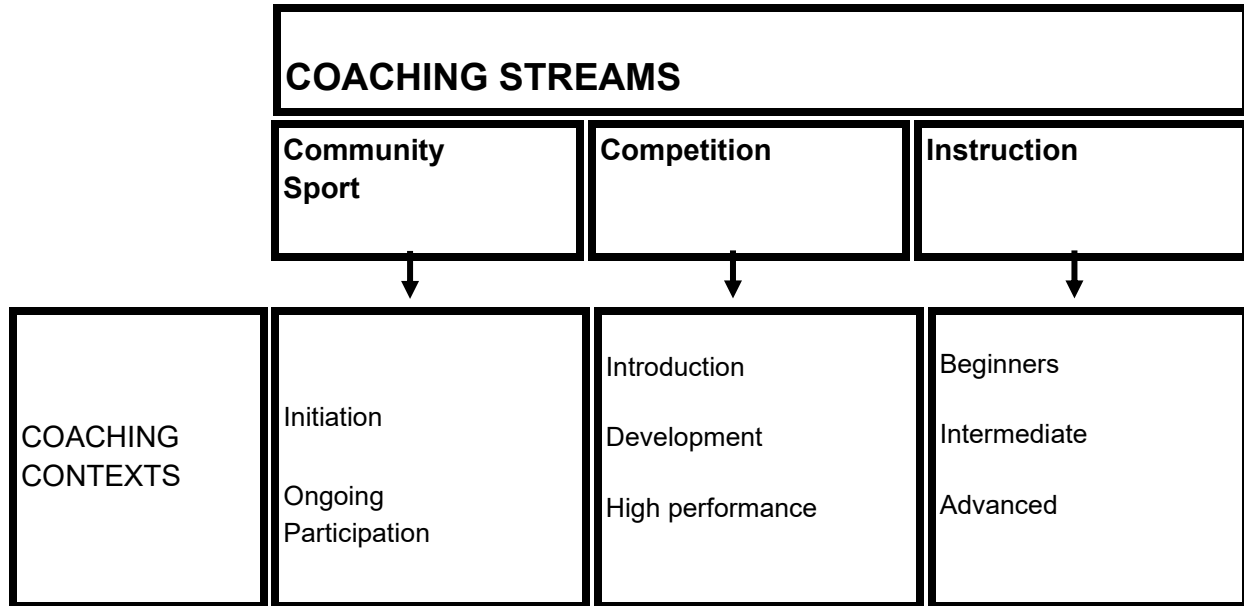 COACHING STREAMS
Community
Sport
Competition
Instruction
COACHING
CONTEXTS
Initiation
Ongoing
Participation
Introduction
Development
High performance
Beginners
Intermediate
Advanced